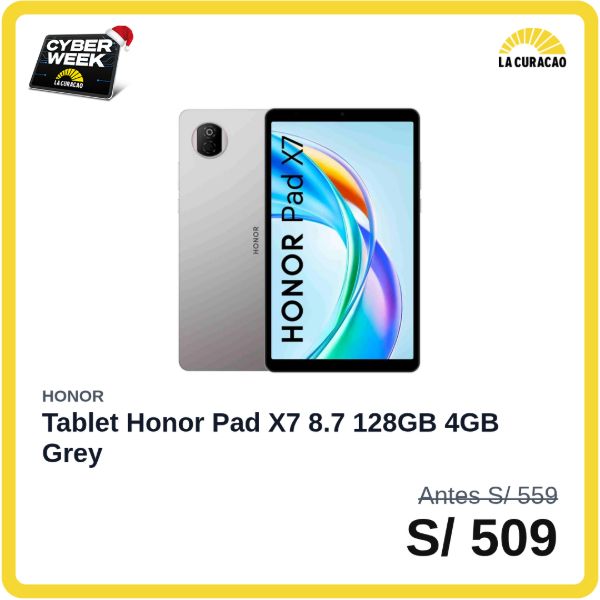 CYBER
WEEK
LA CURACAO
LA CURACAO
HONOR
HONOR Pad X7
HONOR
Tablet Honor Pad X7 8.7 128GB 4GB
Grey
Antes S/ 559
S/ 509